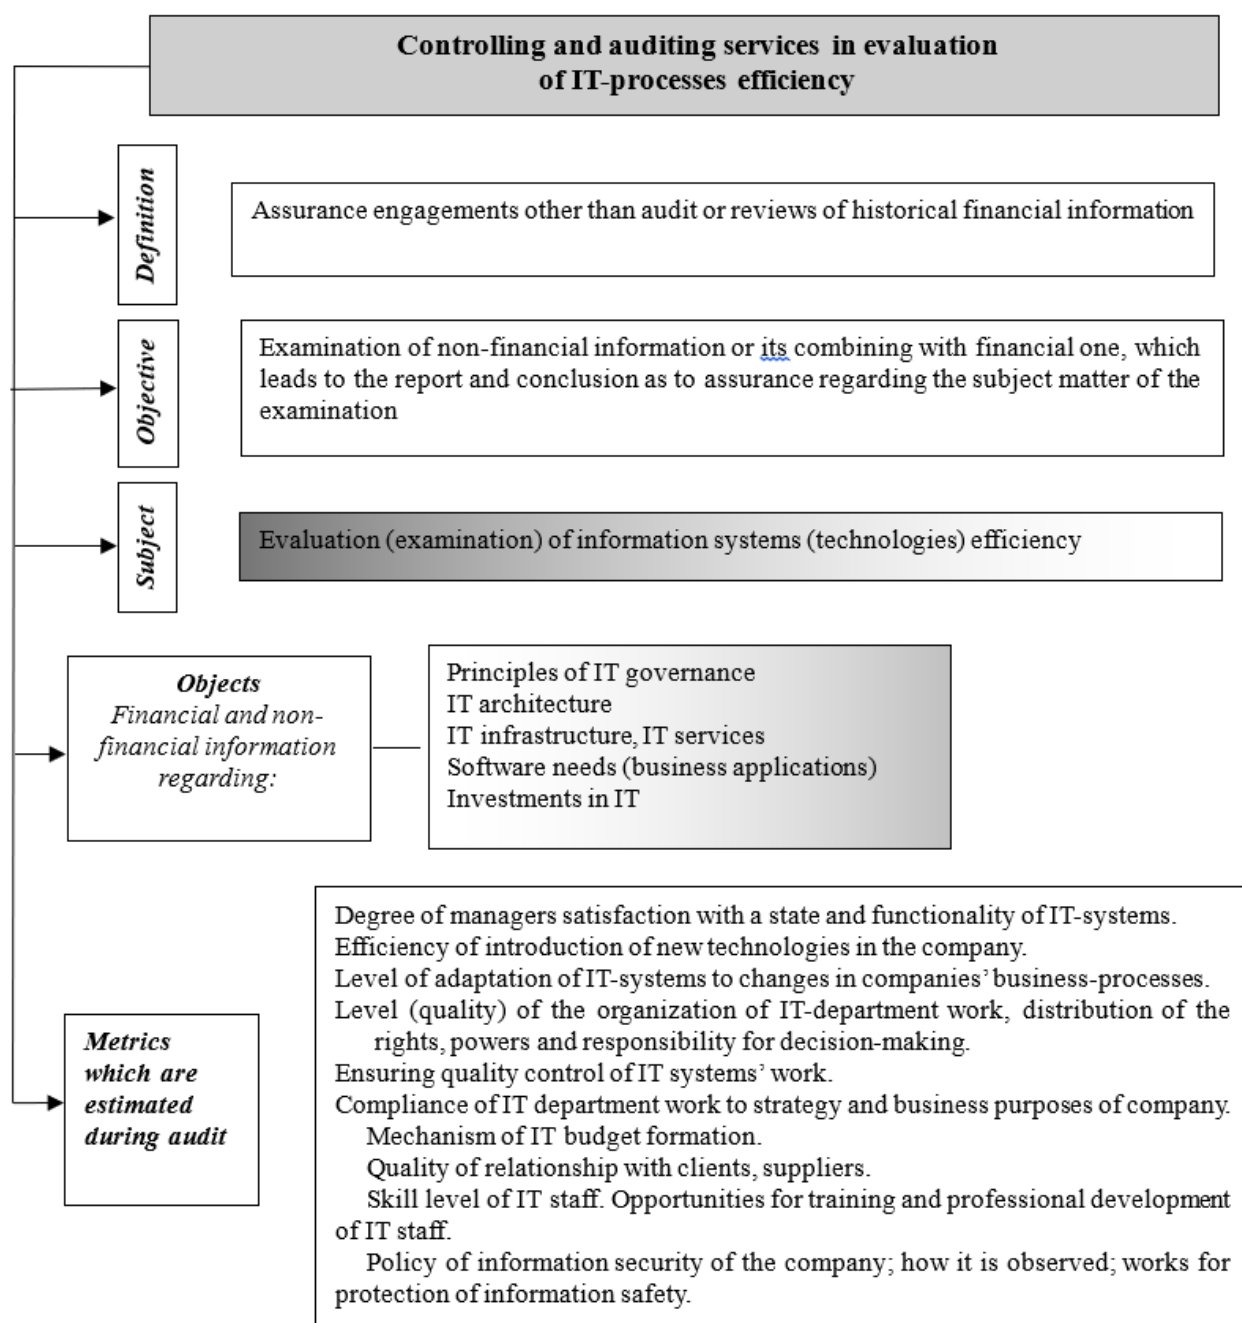 Controlling and auditing services in evaluation
of IT-processes efficiency
Definition
Assurance engagements other than audit or reviews of historical financial information
Objective
Examination of non-financial information or its combining with financial one, which
leads to the report and conclusion as to assurance regarding the subject matter of the
examination
Subject
Evaluation (examination) of information systems (technologies) efficiency
Objects
Financial and non-
financial information
regarding:
Principles of IT governance
IT architecture
IT infrastructure, IT services
Software needs (business applications)
Investments in IT
Metrics
which are
estimated
during audit
Degree of managers satisfaction with a state and functionality of IT-systems.
Efficiency of introduction of new technologies in the company.
Level of adaptation of IT-systems to changes in companies’ business-processes.
Level (quality) of the organization of IT-department work, distribution of the
rights, powers and responsibility for decision-making.
Ensuring quality control of IT systems’ work.
Compliance of IT department work to strategy and business purposes of company.
Mechanism of IT budget formation.
Quality of relationship with clients, suppliers.
Skill level of IT staff. Opportunities for training and professional development
of IT staff.
Policy of information security of the company; how it is observed; works for
protection of information safety.